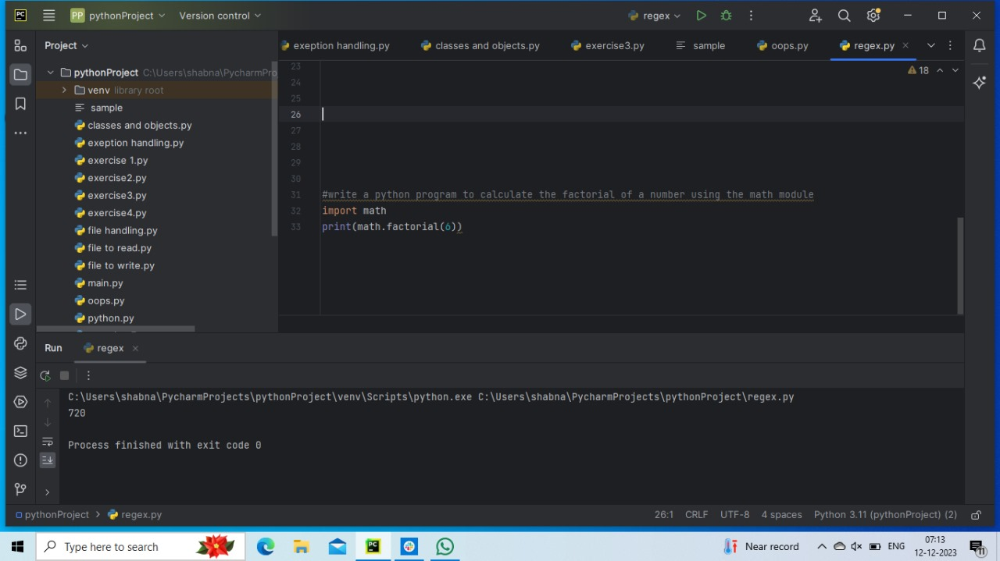 PC
PP pythonProject
Version control
regex
Project
exeption handling.py
classes and objects.py
exercise3.py
sample
oops.py
regex.py
pythonProject C:\Users\shabna\PycharmPro
venv library root
sample
classes and objects.py
exeption handling.py
exercise 1.py
exercise2.py
exercise3.py
exercise4.py
file handling.py
file to read.py
file to write.py
main.py
oops.py
python.py
18
23
24
25
26
27
28
29
30
31 #write a python program to calculate the factorial of a number using the math module
32 import math
33 print(math.factorial(6))
Run regex
C:\Users\shabna\PycharmProjects\pythonProject\venv\Scripts\python.exe C:\Users\shabna\PycharmProjects\pythonProject\regex.py
720
Process finished with exit code 0
pythonProject > regex.py
26:1 CRLF UTF-8 4 spaces Python 3.11 (pythonProject) (2)
Type here to search
PC
Near record
ENG
07:13
12-12-2023
11